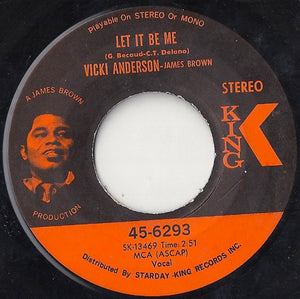 Playable On STEREO Or MONO
LET IT BE ME
(G. Becaud-C.T. Delano)
VICKI ANDERSON-JAMES BROWN
STEREO
A JAMES BROWN
KING
PRODUCTION
45-6293
SK-13469 Time: 2:51
MCA (ASCAP)
Vocal
Distributed By STARDAY-KING RECORDS INC.